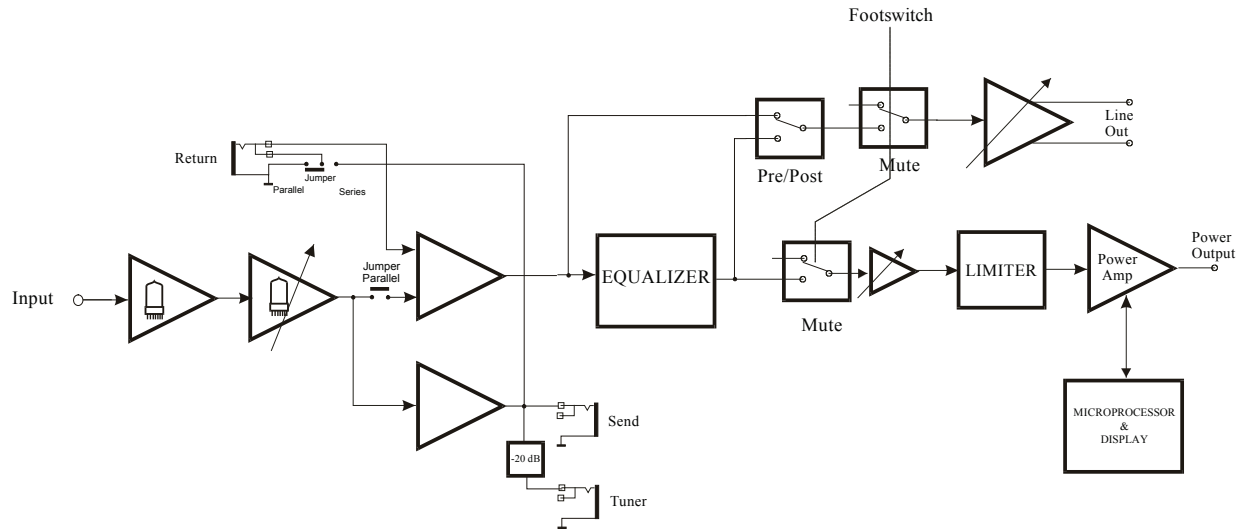 Footswitch
Line
Out
Return
Jumper
Parallel
Series
Pre/Post
Mute
Jumper
Parallel
EQUALIZER
LIMITER
Power
Amp
Power
Output
Input
Mute
Send
MICROPROCESSOR
&
DISPLAY
-20 dB
Tuner